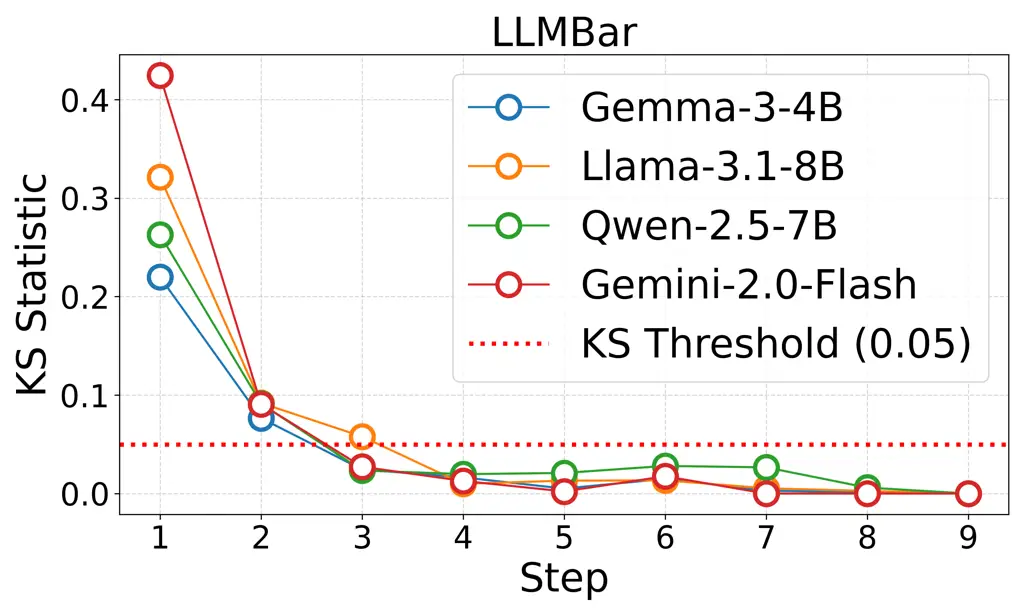 LLMBar
KS Statistic
0.4
0.3
0.2
0.1
0.0
Gemma-3-4B
Llama-3.1-8B
Qwen-2.5-7B
Gemini-2.0-Flash
KS Threshold (0.05)
1 2 3 4 5 6 7 8 9
Step